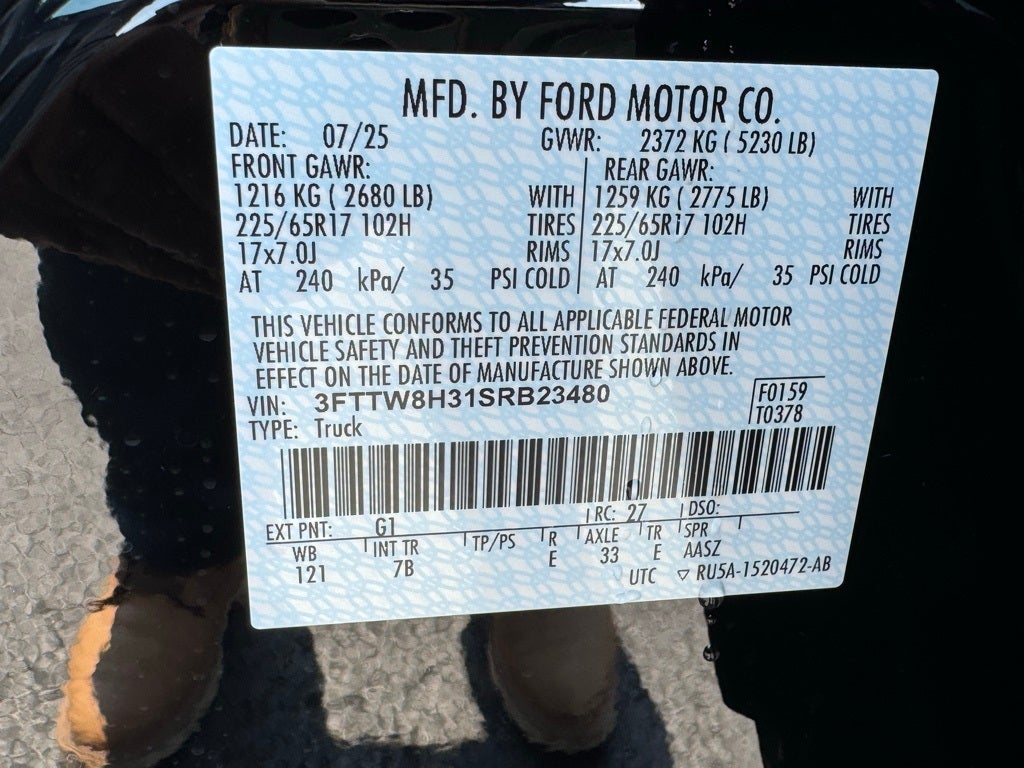 MFD. BY FORD MOTOR CO.
DATE: 07/25 GVWR: 2372 KG ( 5230 LB)
FRONT GAWR: REAR GAWR:
1216 KG ( 2680 LB) WITH 1259 KG ( 2775 LB) WITH
225/65R17 102H TIRES 225/65R17 102H TIRES
17x7.0J RIMS 17x7.0J RIMS
AT 240 kPa/ 35 PSI COLD AT 240 kPa/ 35 PSI COLD
THIS VEHICLE CONFORMS TO ALL APPLICABLE FEDERAL MOTOR
VEHICLE SAFETY AND THEFT PREVENTION STANDARDS IN
EFFECT ON THE DATE OF MANUFACTURE SHOWN ABOVE.
VIN: 3FTTW8H31SRB23480 F0159
TYPE: Truck T0378
EXT PNT: G1 RC: 27 DSO:
WB INT TR TP/PS R AXLE TR SPR
121 7B E 33 E AASZ
UTC ▽ RU5A-1520472-AB